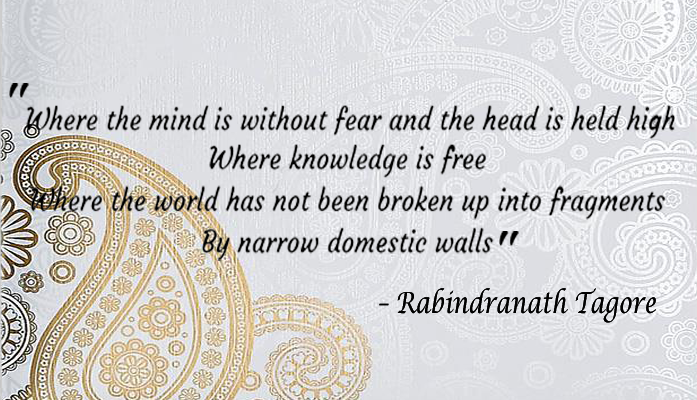 "Where the mind is without fear and the head is held high
Where knowledge is free
Where the world has not been broken up into fragments
By narrow domestic walls"
- Rabindranath Tagore